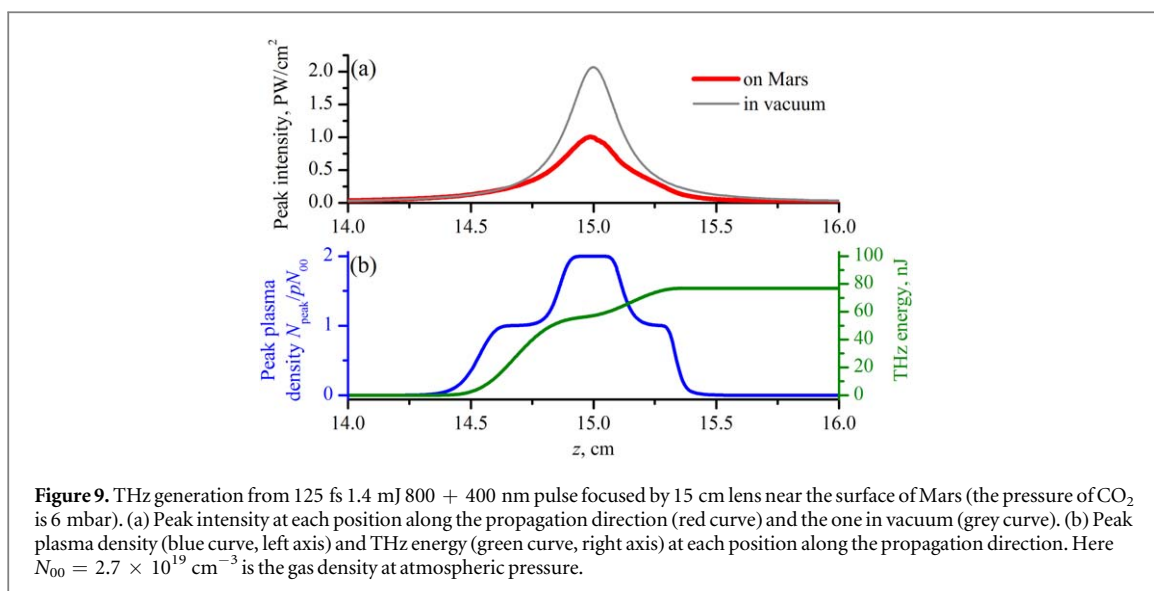 (a)
Peak intensity, PW/cm²
2.0
1.5
1.0
0.5
0.0
on Mars
in vacuum
14.0 14.5 15.0 15.5 16.0
(b)
Peak plasma
density N_peak/pN_00
2
1
0
100
80
60
40
20
0
THz energy, nJ
14.0 14.5 15.0 15.5 16.0
z, cm
Figure 9. THz generation from 125 fs 1.4 mJ 800 + 400 nm pulse focused by 15 cm lens near the surface of Mars (the pressure of CO₂
is 6 mbar). (a) Peak intensity at each position along the propagation direction (red curve) and the one in vacuum (grey curve). (b) Peak
plasma density (blue curve, left axis) and THz energy (green curve, right axis) at each position along the propagation direction. Here
N₀₀ = 2.7 × 10¹⁹ cm⁻³ is the gas density at atmospheric pressure.